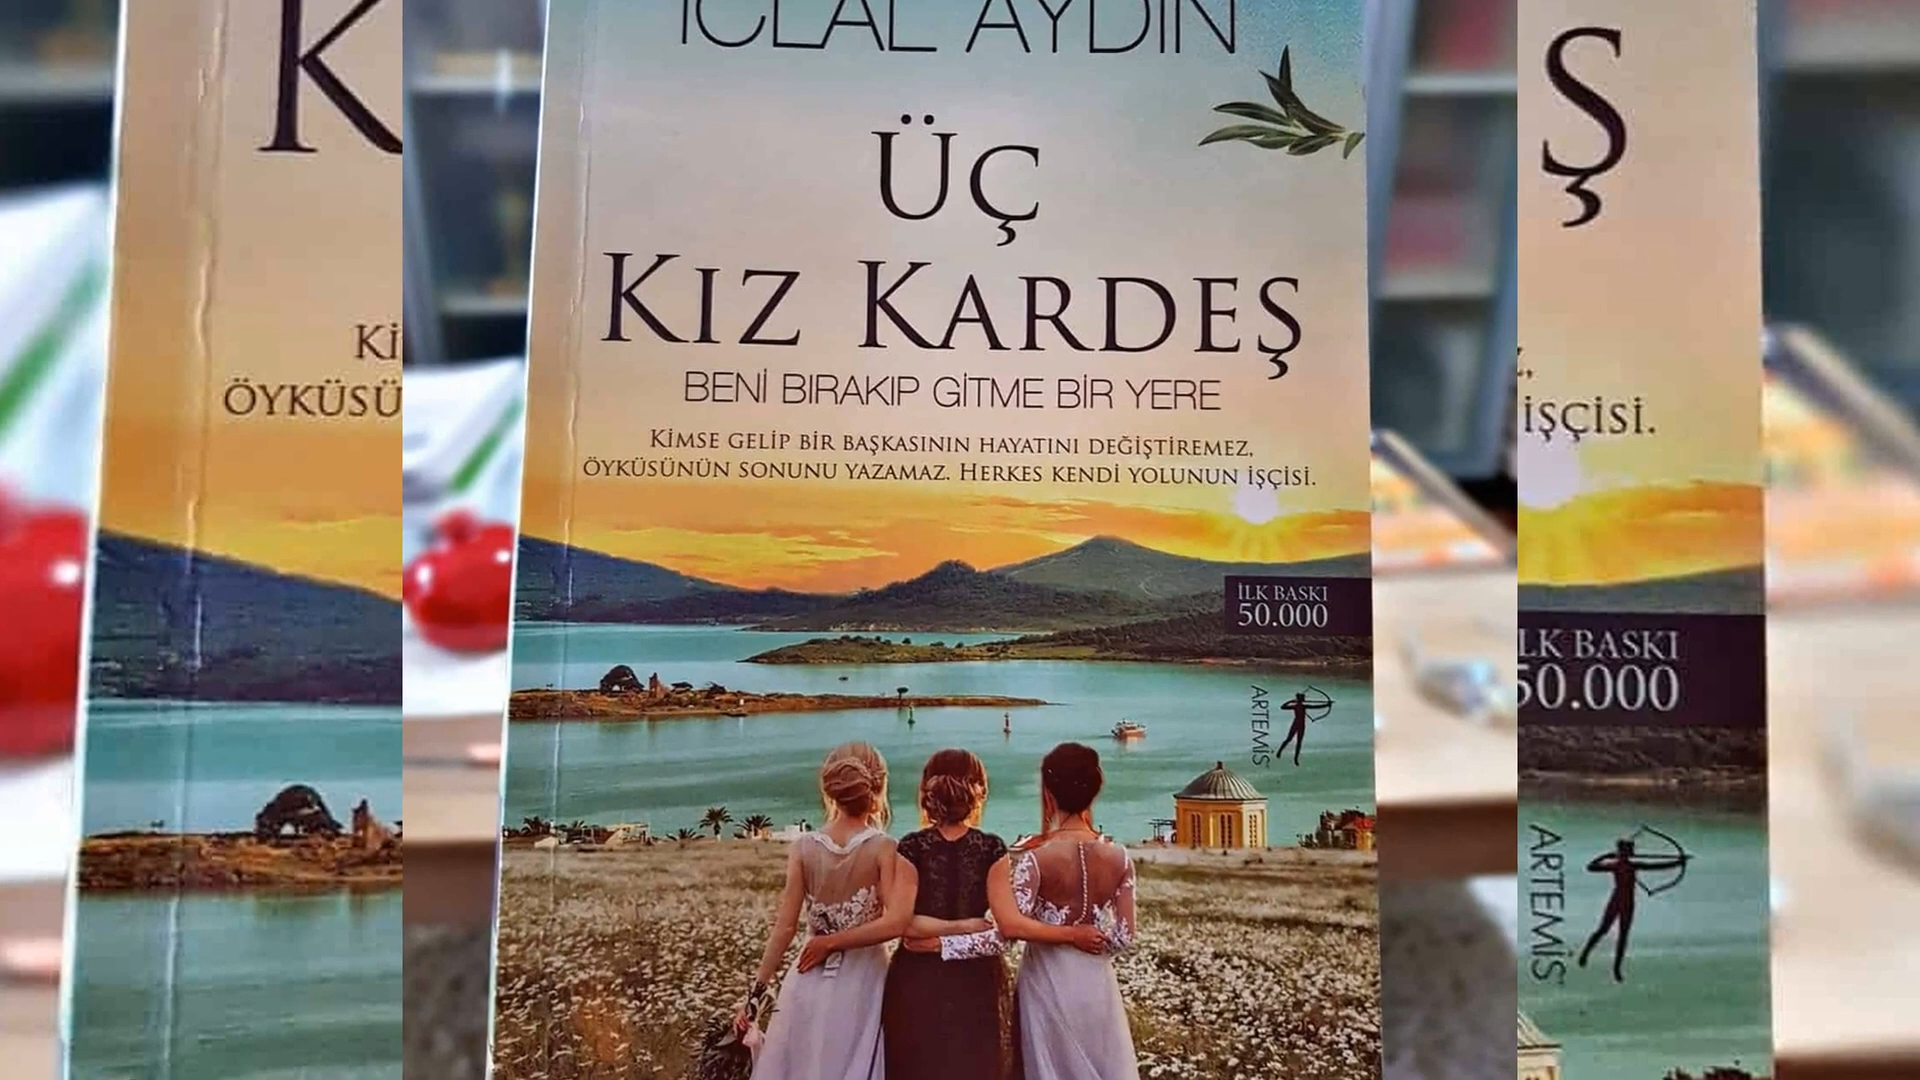 İCLAL AYDIN
ÜÇ
KIZ KARDEŞ
BENİ BIRAKIP GİTME BİR YERE
KİMSE GELİP BİR BAŞKASININ HAYATINI DEĞİŞTİREMEZ,
ÖYKÜSÜNÜN SONUNU YAZAMAZ. HERKES KENDİ YOLUNUN İŞÇİSİ.
İLK BASKI
50.000
ARTEMİS
K
Kİ
ÖYKÜSÜ
Ş
İŞÇİSİ.
LK BASKI
50.000
ARTEMİS